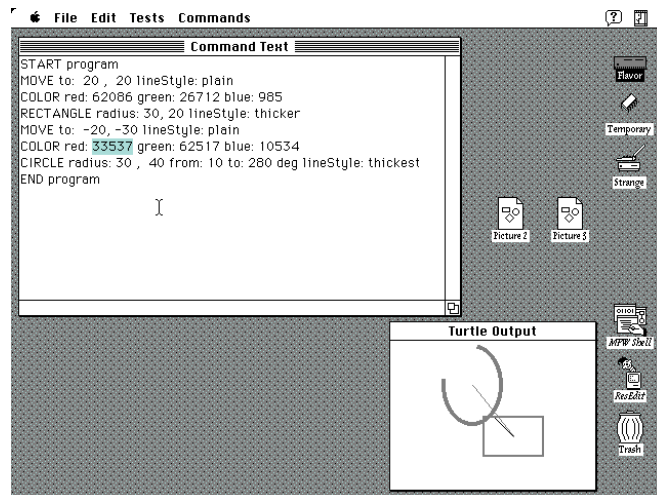 File Edit Tests Commands
Command Text
START program
MOVE to: 20 , 20 lineStyle: plain
COLOR red: 62086 green: 26712 blue: 985
RECTANGLE radius: 30, 20 lineStyle: thicker
MOVE to: -20, -30 lineStyle: plain
COLOR red: 33537 green: 62517 blue: 10534
CIRCLE radius: 30 , 40 from: 10 to: 280 deg lineStyle: thickest
END program
Flavor
Temporary
Strange
Picture 2
Picture 3
Turtle Output
MPW Shell
ResEdit
Trash